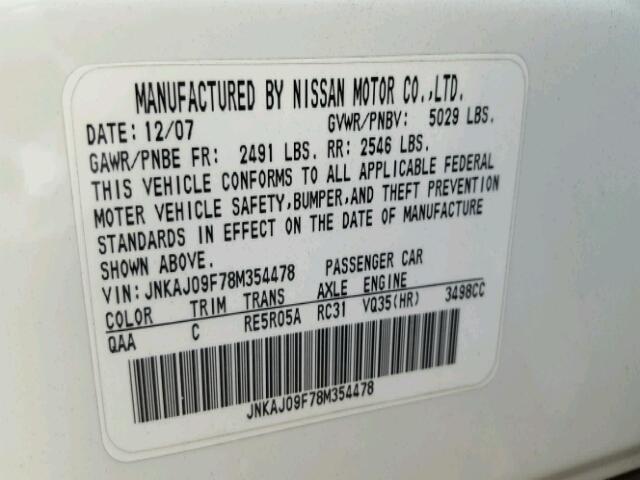 MANUFACTURED BY NISSAN MOTOR CO.,LTD.
DATE: 12/07 GVWR/PNBV: 5029 LBS.
GAWR/PNBE FR: 2491 LBS. RR: 2546 LBS.
THIS VEHICLE CONFORMS TO ALL APPLICABLE FEDERAL
MOTER VEHICLE SAFETY,BUMPER,AND THEFT PREVENTION
STANDARDS IN EFFECT ON THE DATE OF MANUFACTURE
SHOWN ABOVE.
VIN: JNKAJ09F78M354478 PASSENGER CAR
COLOR TRIM TRANS AXLE ENGINE
QAA C RE5R05A RC31 VQ35(HR) 3498CC
JNKAJ09F78M354478